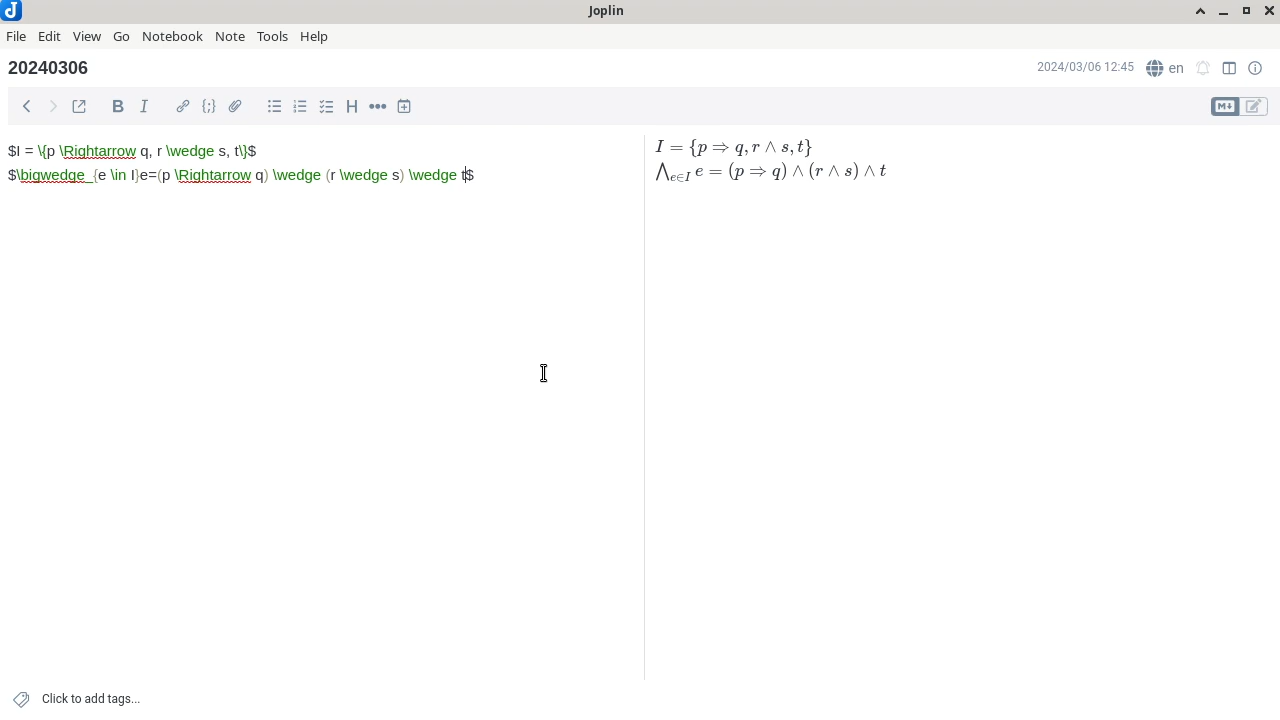 Joplin
File Edit View Go Notebook Note Tools Help
20240306
2024/03/06 12:45 en
B I H M↓
$I = \{p \Rightarrow q, r \wedge s, t\}$
$\bigwedge_{e \in I}e=(p \Rightarrow q) \wedge (r \wedge s) \wedge t$
I = {p ⇒ q, r ∧ s, t}
⋀e∈I e = (p ⇒ q) ∧ (r ∧ s) ∧ t
Click to add tags...